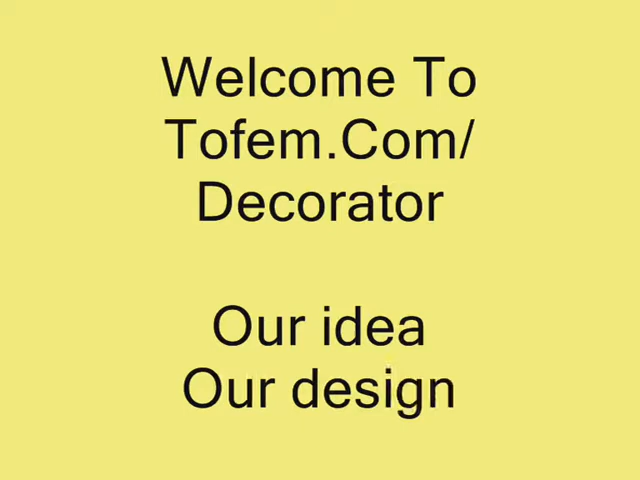 Welcome To
Tofem.Com/
Decorator
Our idea
Our design